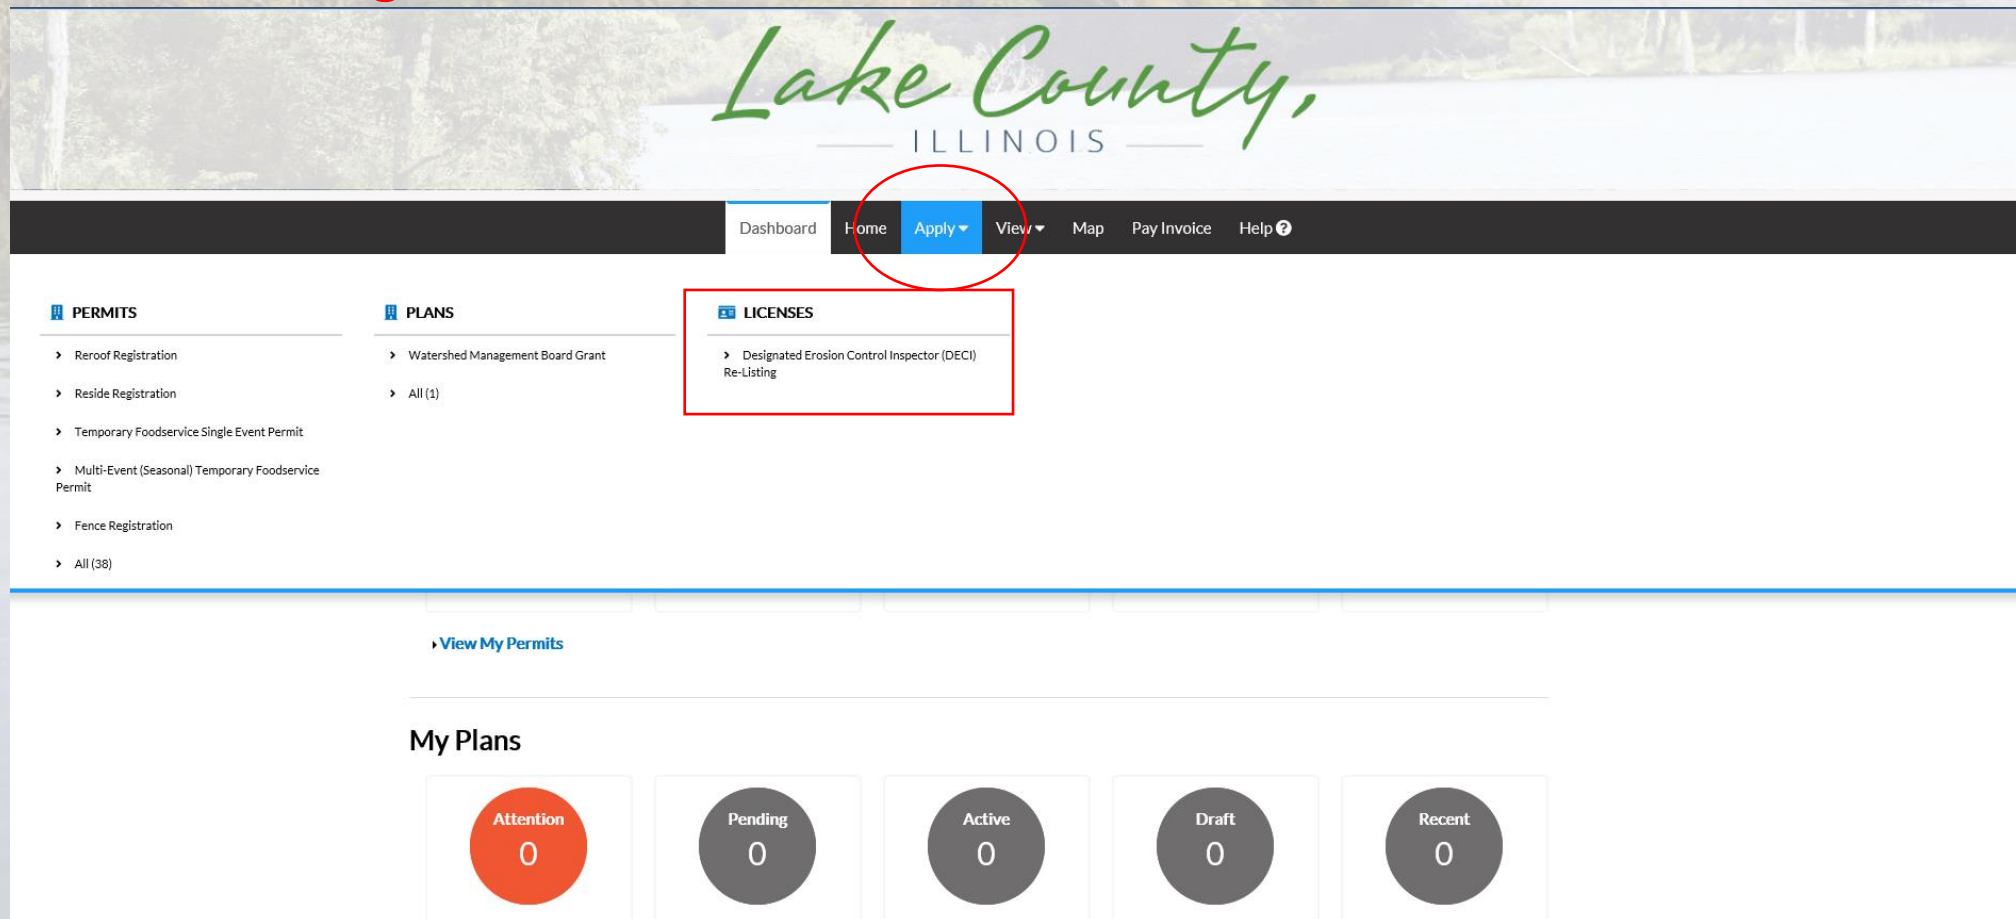 Lake County,
ILLINOIS
Dashboard Home Apply View Map Pay Invoice Help
PERMITS
Reroof Registration
Reside Registration
Temporary Foodservice Single Event Permit
Multi-Event (Seasonal) Temporary Foodservice
Permit
Fence Registration
All (38)
PLANS
Watershed Management Board Grant
All (1)
LICENSES
Designated Erosion Control Inspector (DECI)
Re-Listing
View My Permits
My Plans
Attention
0
Pending
0
Active
0
Draft
0
Recent
0